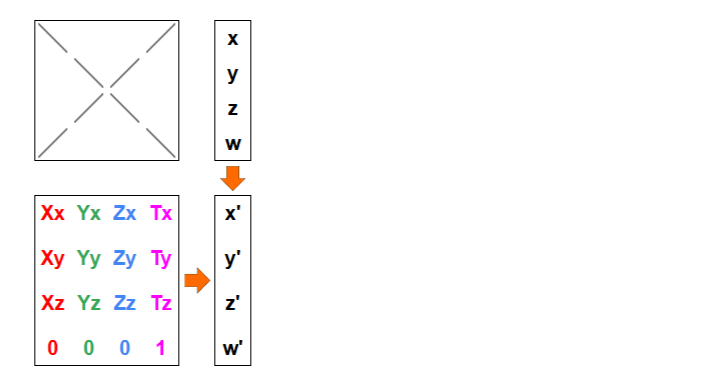 x
y
z
w
Xx Yx Zx Tx x'
Xy Yy Zy Ty y'
Xz Yz Zz Tz z'
0 0 0 1 w'